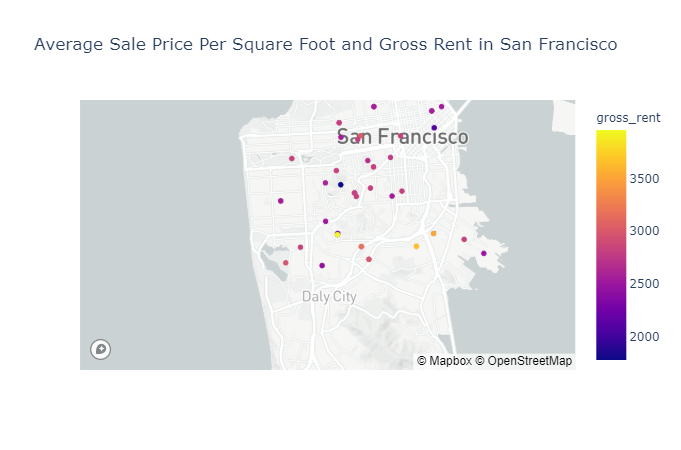 Average Sale Price Per Square Foot and Gross Rent in San Francisco
gross_rent
San Francisco
3500
3000
2500
Daly City
2000
© Mapbox © OpenStreetMap